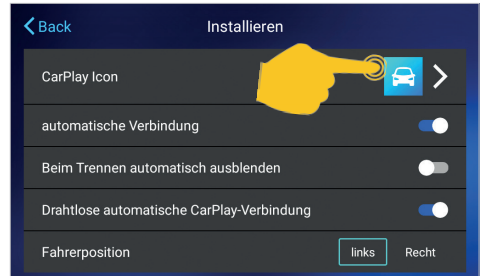 Back
Installieren
CarPlay Icon
automatische Verbindung
Beim Trennen automatisch ausblenden
Drahtlose automatische CarPlay-Verbindung
Fahrerposition links Recht